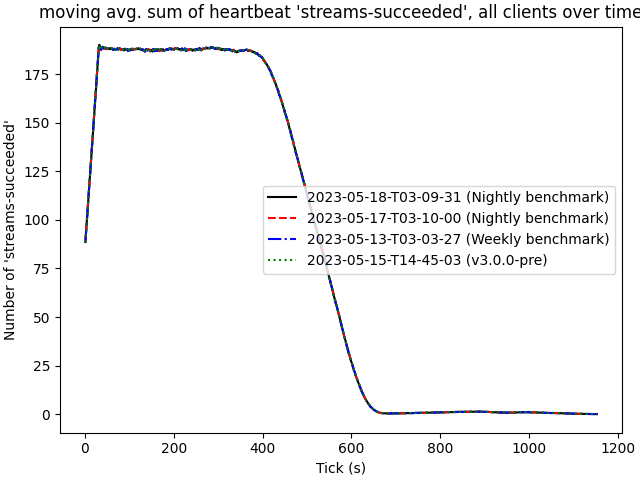 moving avg. sum of heartbeat 'streams-succeeded', all clients over time
Number of 'streams-succeeded'
175
150
125
100
75
50
25
0
2023-05-18-T03-09-31 (Nightly benchmark)
2023-05-17-T03-10-00 (Nightly benchmark)
2023-05-13-T03-03-27 (Weekly benchmark)
2023-05-15-T14-45-03 (v3.0.0-pre)
0 200 400 600 800 1000 1200
Tick (s)